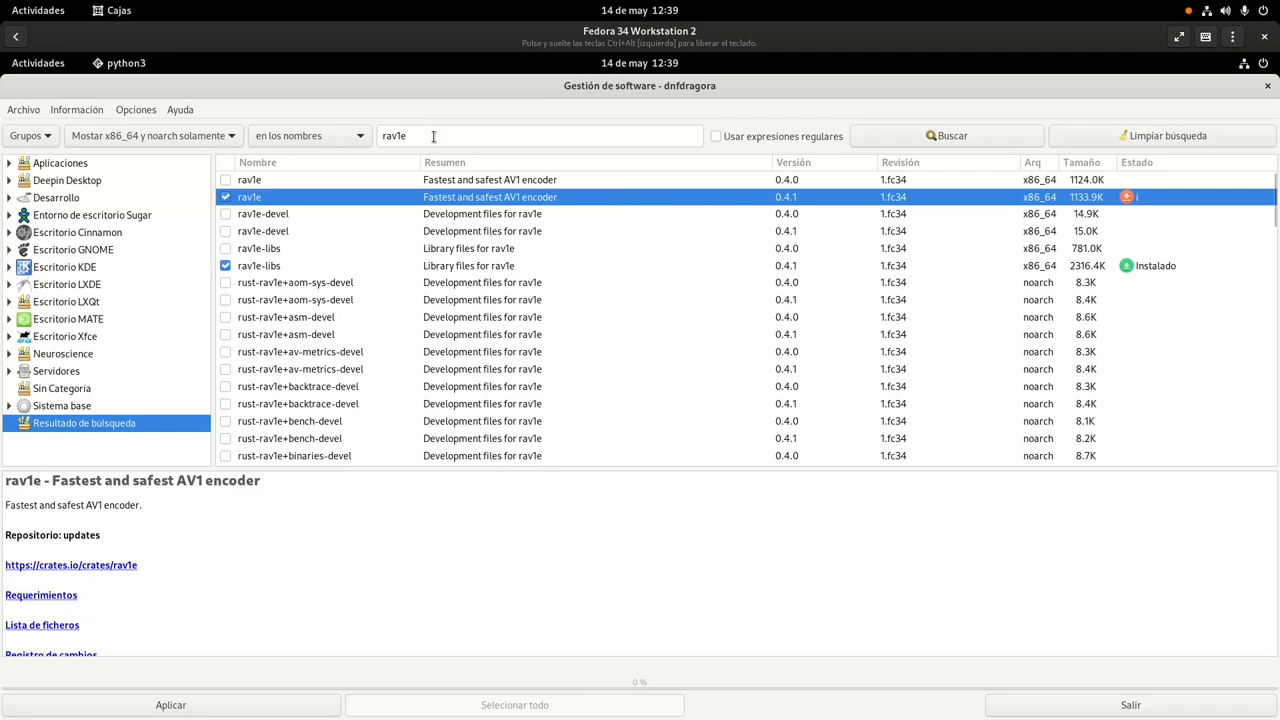 Actividades Cajas 14 de may 12:39
Fedora 34 Workstation 2
Pulse y suelte las teclas Ctrl+Alt [izquierda] para liberar el teclado.
Actividades python3 14 de may 12:39
Gestión de software - dnfdragora
Archivo Información Opciones Ayuda
Grupos Mostar x86_64 y noarch solamente en los nombres rav1e Usar expresiones regulares Buscar Limpiar búsqueda
Nombre Resumen Versión Revisión Arq Tamaño Estado
Aplicaciones
Deepin Desktop
Desarrollo
Entorno de escritorio Sugar
Escritorio Cinnamon
Escritorio GNOME
Escritorio KDE
Escritorio LXDE
Escritorio LXQt
Escritorio MATE
Escritorio Xfce
Neuroscience
Servidores
Sin Categoría
Sistema base
Resultado de búlsqueda
rav1e Fastest and safest AV1 encoder 0.4.0 1.fc34 x86_64 1124.0K
rav1e Fastest and safest AV1 encoder 0.4.1 1.fc34 x86_64 1133.9K i
rav1e-devel Development files for rav1e 0.4.0 1.fc34 x86_64 14.9K
rav1e-devel Development files for rav1e 0.4.1 1.fc34 x86_64 15.0K
rav1e-libs Library files for rav1e 0.4.0 1.fc34 x86_64 781.0K
rav1e-libs Library files for rav1e 0.4.1 1.fc34 x86_64 2316.4K Instalado
rust-rav1e+aom-sys-devel Development files for rav1e 0.4.0 1.fc34 noarch 8.3K
rust-rav1e+aom-sys-devel Development files for rav1e 0.4.1 1.fc34 noarch 8.4K
rust-rav1e+asm-devel Development files for rav1e 0.4.0 1.fc34 noarch 8.6K
rust-rav1e+asm-devel Development files for rav1e 0.4.1 1.fc34 noarch 8.6K
rust-rav1e+av-metrics-devel Development files for rav1e 0.4.0 1.fc34 noarch 8.3K
rust-rav1e+av-metrics-devel Development files for rav1e 0.4.1 1.fc34 noarch 8.4K
rust-rav1e+backtrace-devel Development files for rav1e 0.4.0 1.fc34 noarch 8.3K
rust-rav1e+backtrace-devel Development files for rav1e 0.4.1 1.fc34 noarch 8.4K
rust-rav1e+bench-devel Development files for rav1e 0.4.0 1.fc34 noarch 8.1K
rust-rav1e+bench-devel Development files for rav1e 0.4.1 1.fc34 noarch 8.2K
rust-rav1e+binaries-devel Development files for rav1e 0.4.0 1.fc34 noarch 8.7K
rav1e - Fastest and safest AV1 encoder
Fastest and safest AV1 encoder.
Repositorio: updates
https://crates.io/crates/rav1e
Requerimientos
Lista de ficheros
Registro de cambios
0 %
Aplicar Selecionar todo Salir